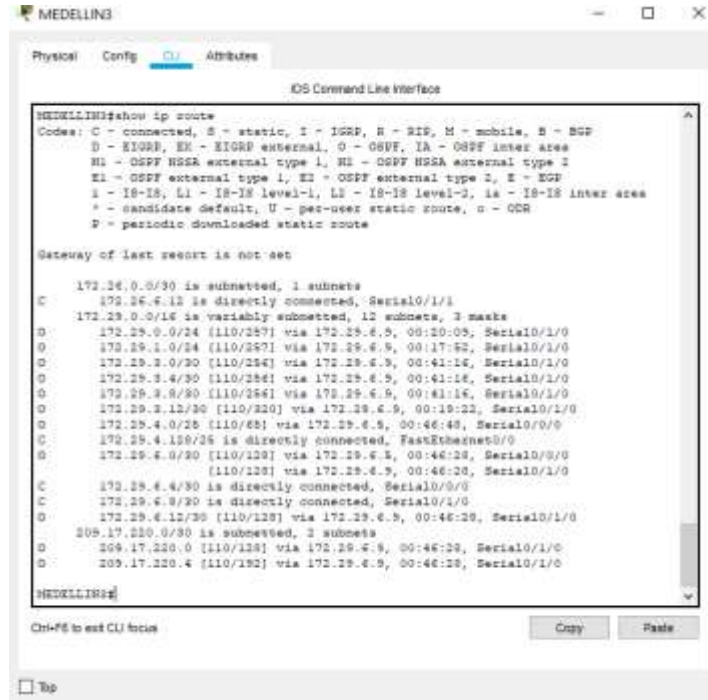 MEDELLIN3
Physical Config CLI Attributes
IOS Command Line Interface
MEDELLIN3#show ip route
Codes: C - connected, S - static, I - IGRP, R - RIP, M - mobile, B - BGP
D - EIGRP, EX - EIGRP external, O - OSPF, IA - OSPF inter area
N1 - OSPF NSSA external type 1, N2 - OSPF NSSA external type 2
E1 - OSPF external type 1, E2 - OSPF external type 2, E - EGP
i - IS-IS, L1 - IS-IS level-1, L2 - IS-IS level-2, ia - IS-IS inter area
* - candidate default, U - per-user static route, o - ODR
P - periodic downloaded static route
Gateway of last resort is not set
is subnetted, 1 subnets
C is directly connected, Serial0/1/1
172.29.0.0/16 is variably subnetted, 12 subnets, 3 masks
O 172.29.0.0/24 [110/257] via 172.29.6.9, 00:20:09, Serial0/1/0
O 172.29.1.0/24 [110/257] via 172.29.6.9, 00:17:52, Serial0/1/0
O 172.29.3.0/30 [110/256] via 172.29.6.9, 00:41:16, Serial0/1/0
O 172.29.3.4/30 [110/256] via 172.29.6.9, 00:41:16, Serial0/1/0
O 172.29.3.8/30 [110/256] via 172.29.6.9, 00:41:16, Serial0/1/0
O 172.29.3.12/30 [110/320] via 172.29.6.9, 00:19:22, Serial0/1/0
O 172.29.4.0/25 [110/65] via 172.29.6.5, 00:46:48, Serial0/0/0
C 172.29.4.128/25 is directly connected, FastEthernet0/0
O 172.29.6.0/30 [110/128] via 172.29.6.5, 00:46:28, Serial0/0/0
[110/128] via 172.29.6.9, 00:46:28, Serial0/1/0
C 172.29.6.4/30 is directly connected, Serial0/0/0
C 172.29.6.8/30 is directly connected, Serial0/1/0
O 172.29.6.12/30 [110/128] via 172.29.6.9, 00:46:28, Serial0/1/0
209.17.220.0/30 is subnetted, 2 subnets
O 209.17.220.0 [110/128] via 172.29.6.9, 00:46:28, Serial0/1/0
O 209.17.220.4 [110/192] via 172.29.6.9, 00:46:28, Serial0/1/0
MEDELLIN3#
Ctrl+F6 to exit CLI focus
Copy Paste
Top